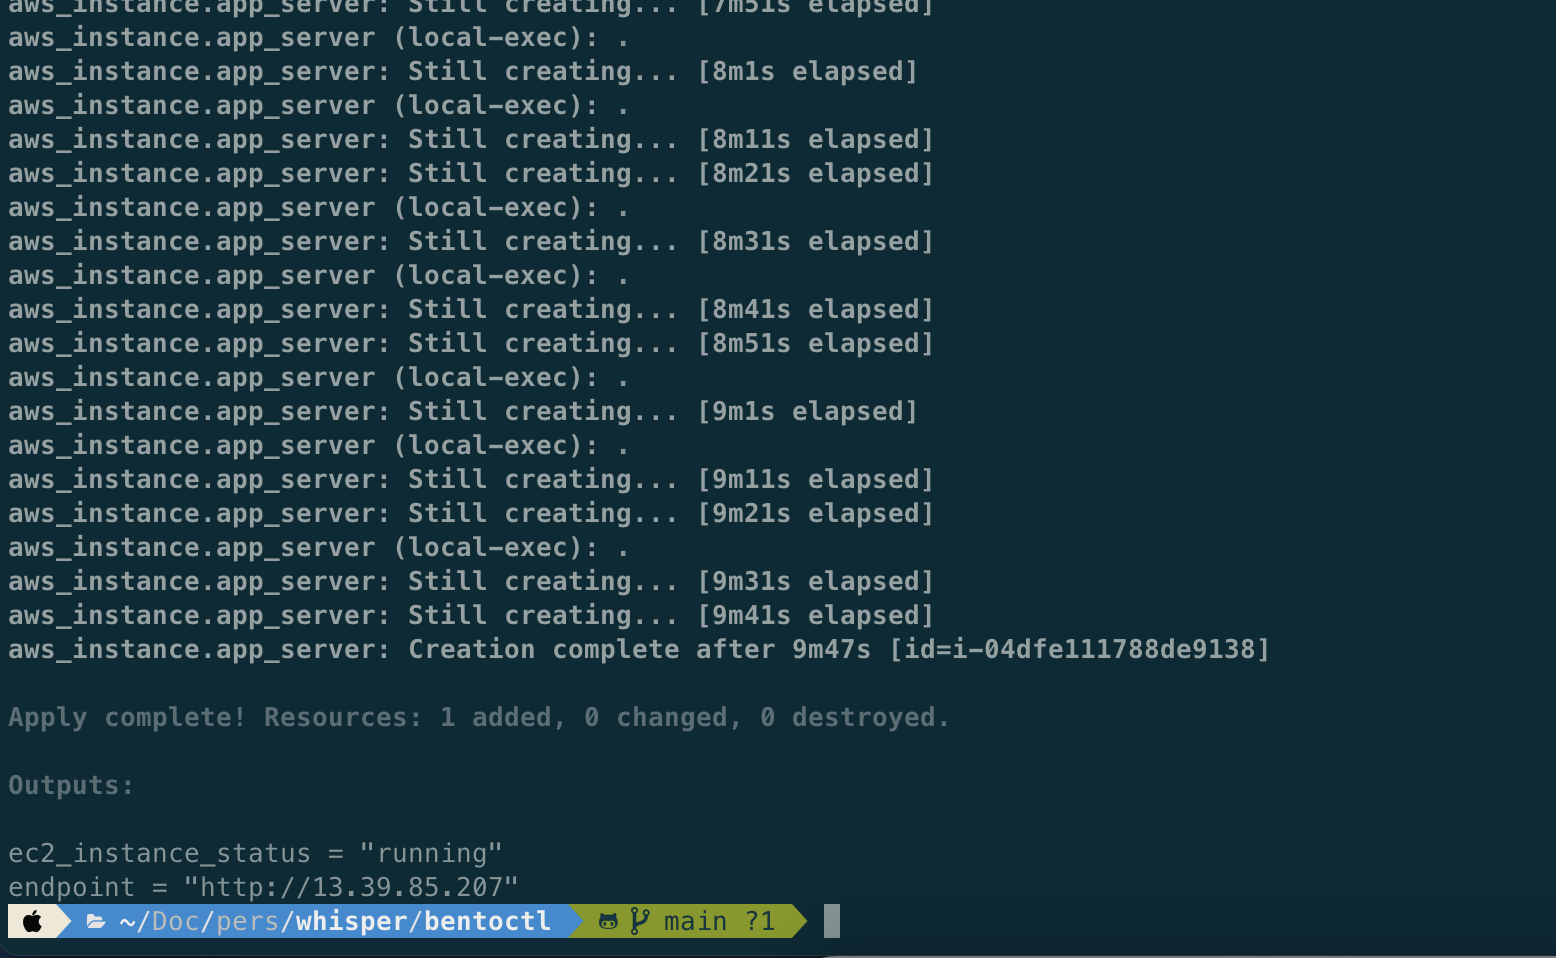 aws_instance.app_server: Still creating... [7m51s elapsed]
aws_instance.app_server (local-exec): .
aws_instance.app_server: Still creating... [8m1s elapsed]
aws_instance.app_server (local-exec): .
aws_instance.app_server: Still creating... [8m11s elapsed]
aws_instance.app_server: Still creating... [8m21s elapsed]
aws_instance.app_server (local-exec): .
aws_instance.app_server: Still creating... [8m31s elapsed]
aws_instance.app_server (local-exec): .
aws_instance.app_server: Still creating... [8m41s elapsed]
aws_instance.app_server: Still creating... [8m51s elapsed]
aws_instance.app_server (local-exec): .
aws_instance.app_server: Still creating... [9m1s elapsed]
aws_instance.app_server (local-exec): .
aws_instance.app_server: Still creating... [9m11s elapsed]
aws_instance.app_server: Still creating... [9m21s elapsed]
aws_instance.app_server (local-exec): .
aws_instance.app_server: Still creating... [9m31s elapsed]
aws_instance.app_server: Still creating... [9m41s elapsed]
aws_instance.app_server: Creation complete after 9m47s [id=i-04dfe111788de9138]
Apply complete! Resources: 1 added, 0 changed, 0 destroyed.
Outputs:
ec2_instance_status = "running"
endpoint = "http://13.39.85.207"
~/Doc/pers/whisper/bentoctl main ?1